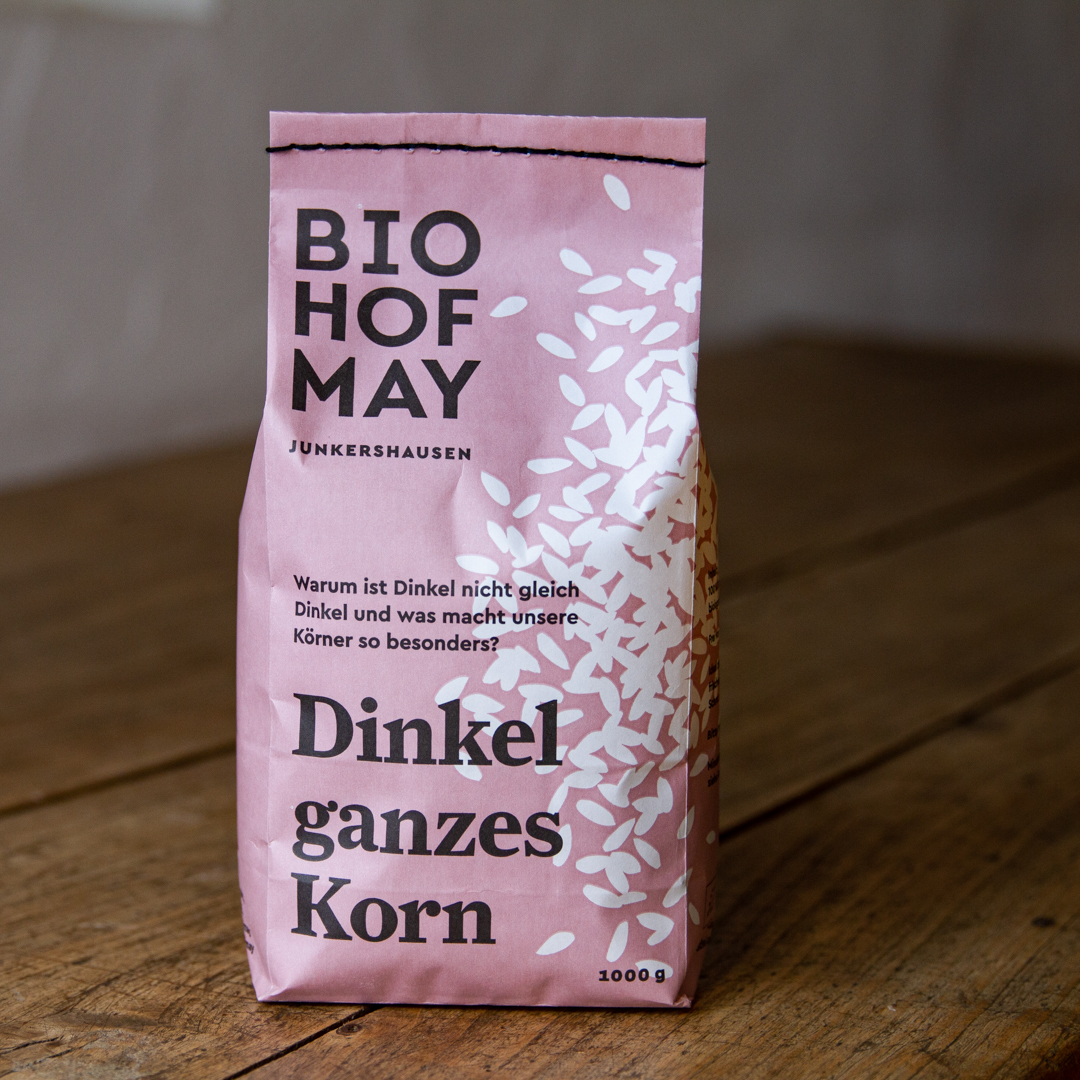 BIO
HOF
MAY
JUNKERSHAUSEN
Warum ist Dinkel nicht gleich
Dinkel und was macht unsere
Körner so besonders?
Dinkel
ganzes
Korn
1000 g